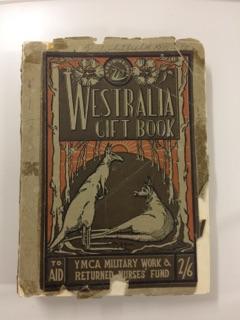 WESTRALIA
GIFT BOOK
TO AID
YMCA MILITARY WORK &
RETURNED NURSES' FUND
2/6